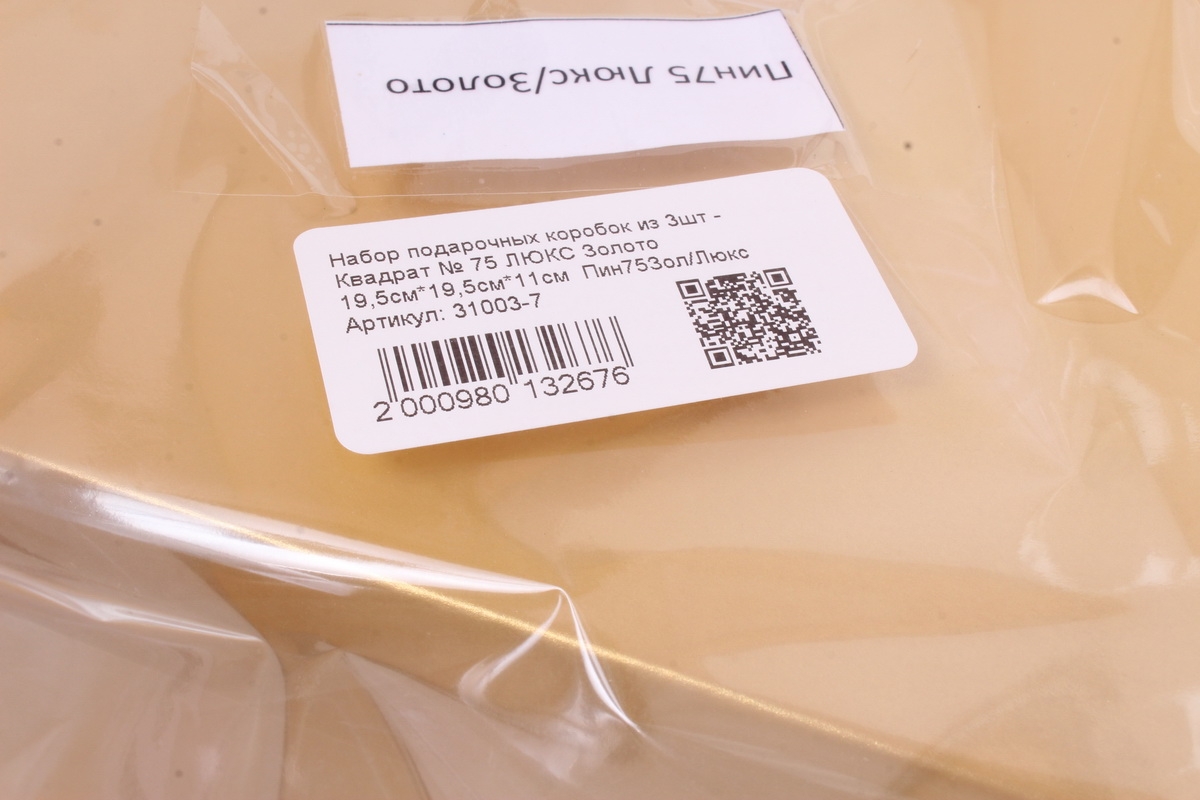 Пин75 Люкс/Золото
Набор подарочных коробок из 3шт -
Квадрат № 75 ЛЮКС Золото
19,5см*19,5см*11см Пин75Зол/Люкс
Артикул: 31003-7
2 000980 132676